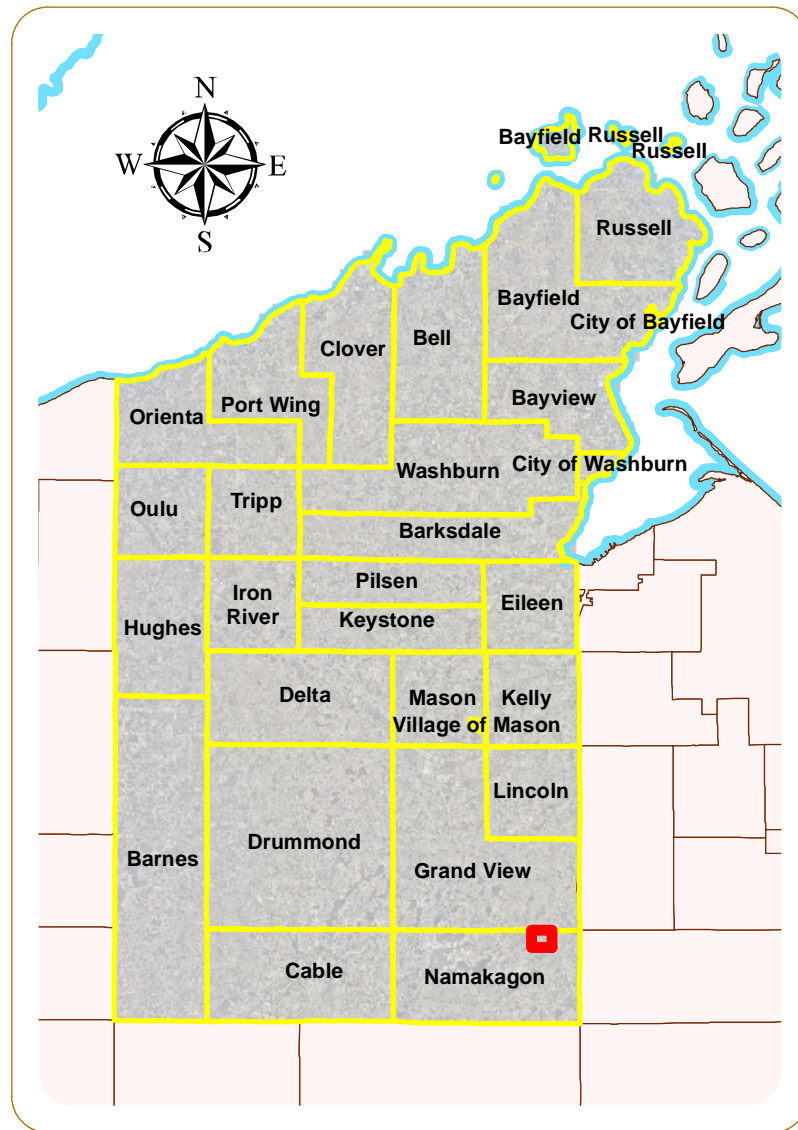 N
W E
S
Bayfield
Russell
Russell
Russell
Bayfield
City of Bayfield
Clover
Bell
Bayview
Orienta
Port Wing
Washburn
City of Washburn
Oulu
Tripp
Barksdale
Pilsen
Iron
River
Eileen
Hughes
Keystone
Delta
Mason
Kelly
Village of Mason
Lincoln
Drummond
Barnes
Grand View
Cable
Namakagon